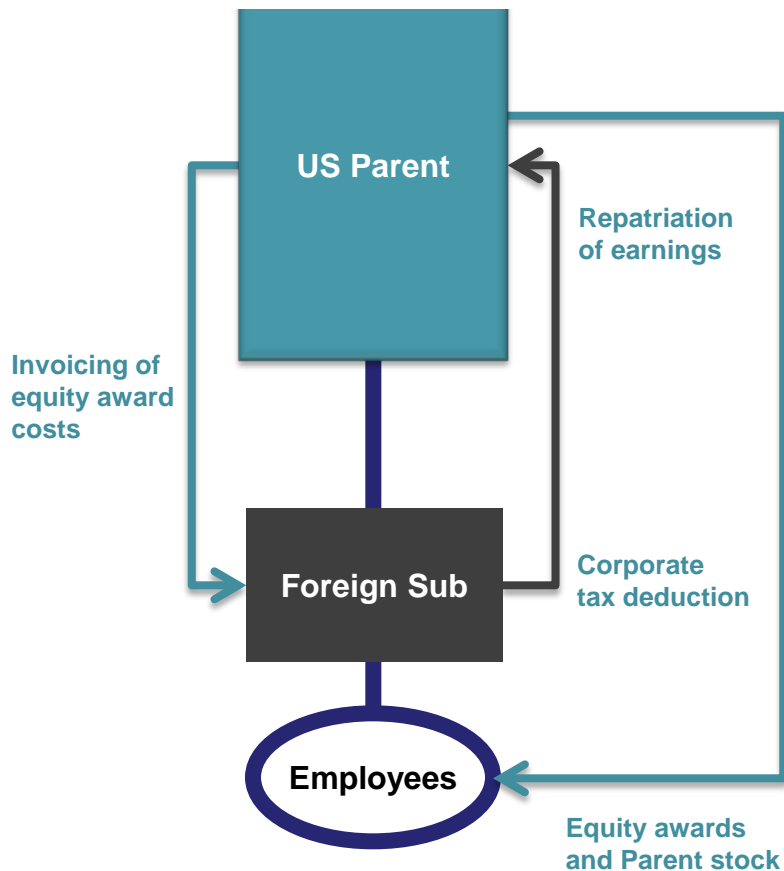 US Parent
Repatriation
of earnings
Invoicing of
equity award
costs
Foreign Sub
Corporate
tax deduction
Employees
Equity awards
and Parent stock